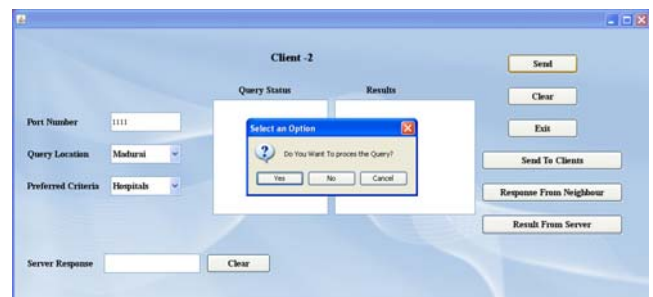 Client -2
Query Status
Results
Send
Clear
Port Number
1111
Exit
Select an Option
Do You Want To proces the Query?
Yes
No
Cancel
Query Location
Madurai
Send To Clients
Preferred Criteria
Hospitals
Response From Neighbour
Result From Server
Server Response
Clear